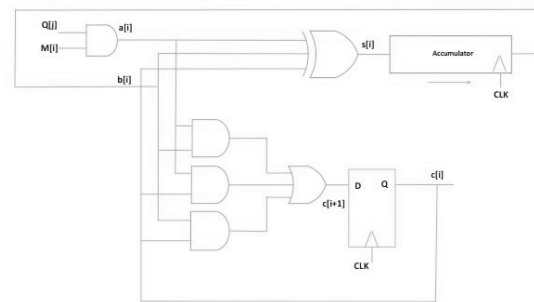 Q[j]
a[i]
M[i]
b[i]
s[i]
Accumulator
CLK
D
Q
c[i]
c[i+1]
CLK